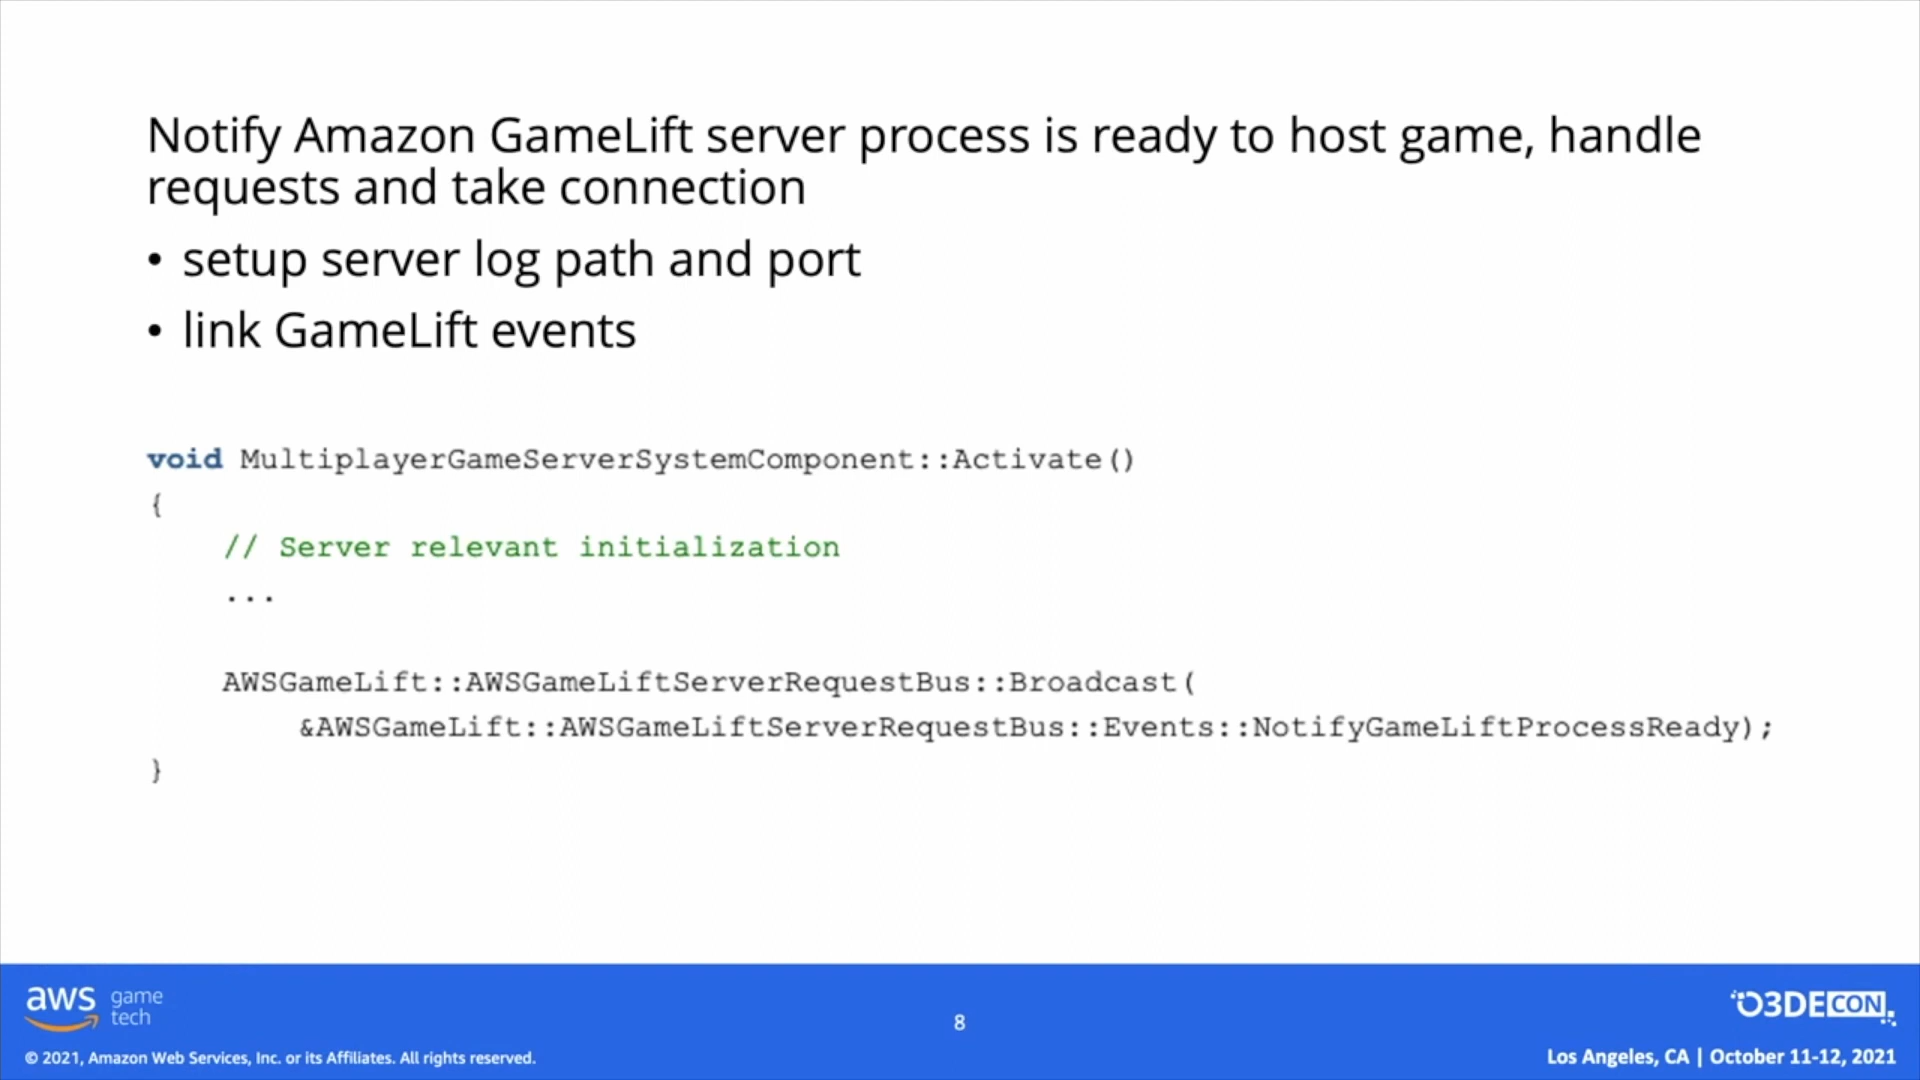 Notify Amazon GameLift server process is ready to host game, handle
requests and take connection
• setup server log path and port
• link GameLift events
void MultiplayerGameServerSystemComponent::Activate()
{
// Server relevant initialization
...
AWSGameLift::AWSGameLiftServerRequestBus::Broadcast(
&AWSGameLift::AWSGameLiftServerRequestBus::Events::NotifyGameLiftProcessReady);
}
aws game
tech
8
O3DECON
© 2021, Amazon Web Services, Inc. or its Affiliates. All rights reserved.
Los Angeles, CA | October 11-12, 2021